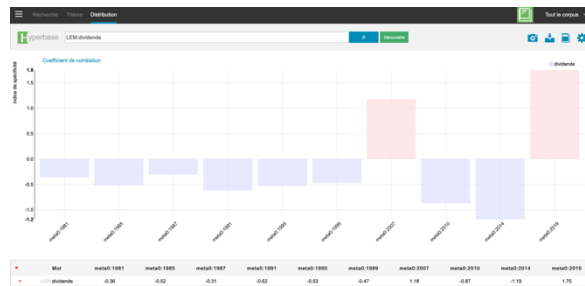 Recherche Thème Distribution Tout le corpus
Hyperbase LEM:dividende Découverte
Coefficient de corrélation
dividende
indice de spécificité
1.8
1.5
1.0
0.5
0.0
-0.5
-1.0
-1.2
meta0:1981 meta0:1985 meta0:1987 meta0:1991 meta0:1995 meta0:1999 meta0:2007 meta0:2010 meta0:2014 meta0:2019
Mot meta0:1981 meta0:1985 meta0:1987 meta0:1991 meta0:1995 meta0:1999 meta0:2007 meta0:2010 meta0:2014 meta0:2019
LEM:dividende -0.36 -0.52 -0.31 -0.62 -0.53 -0.47 1.18 -0.87 -1.19 1.75